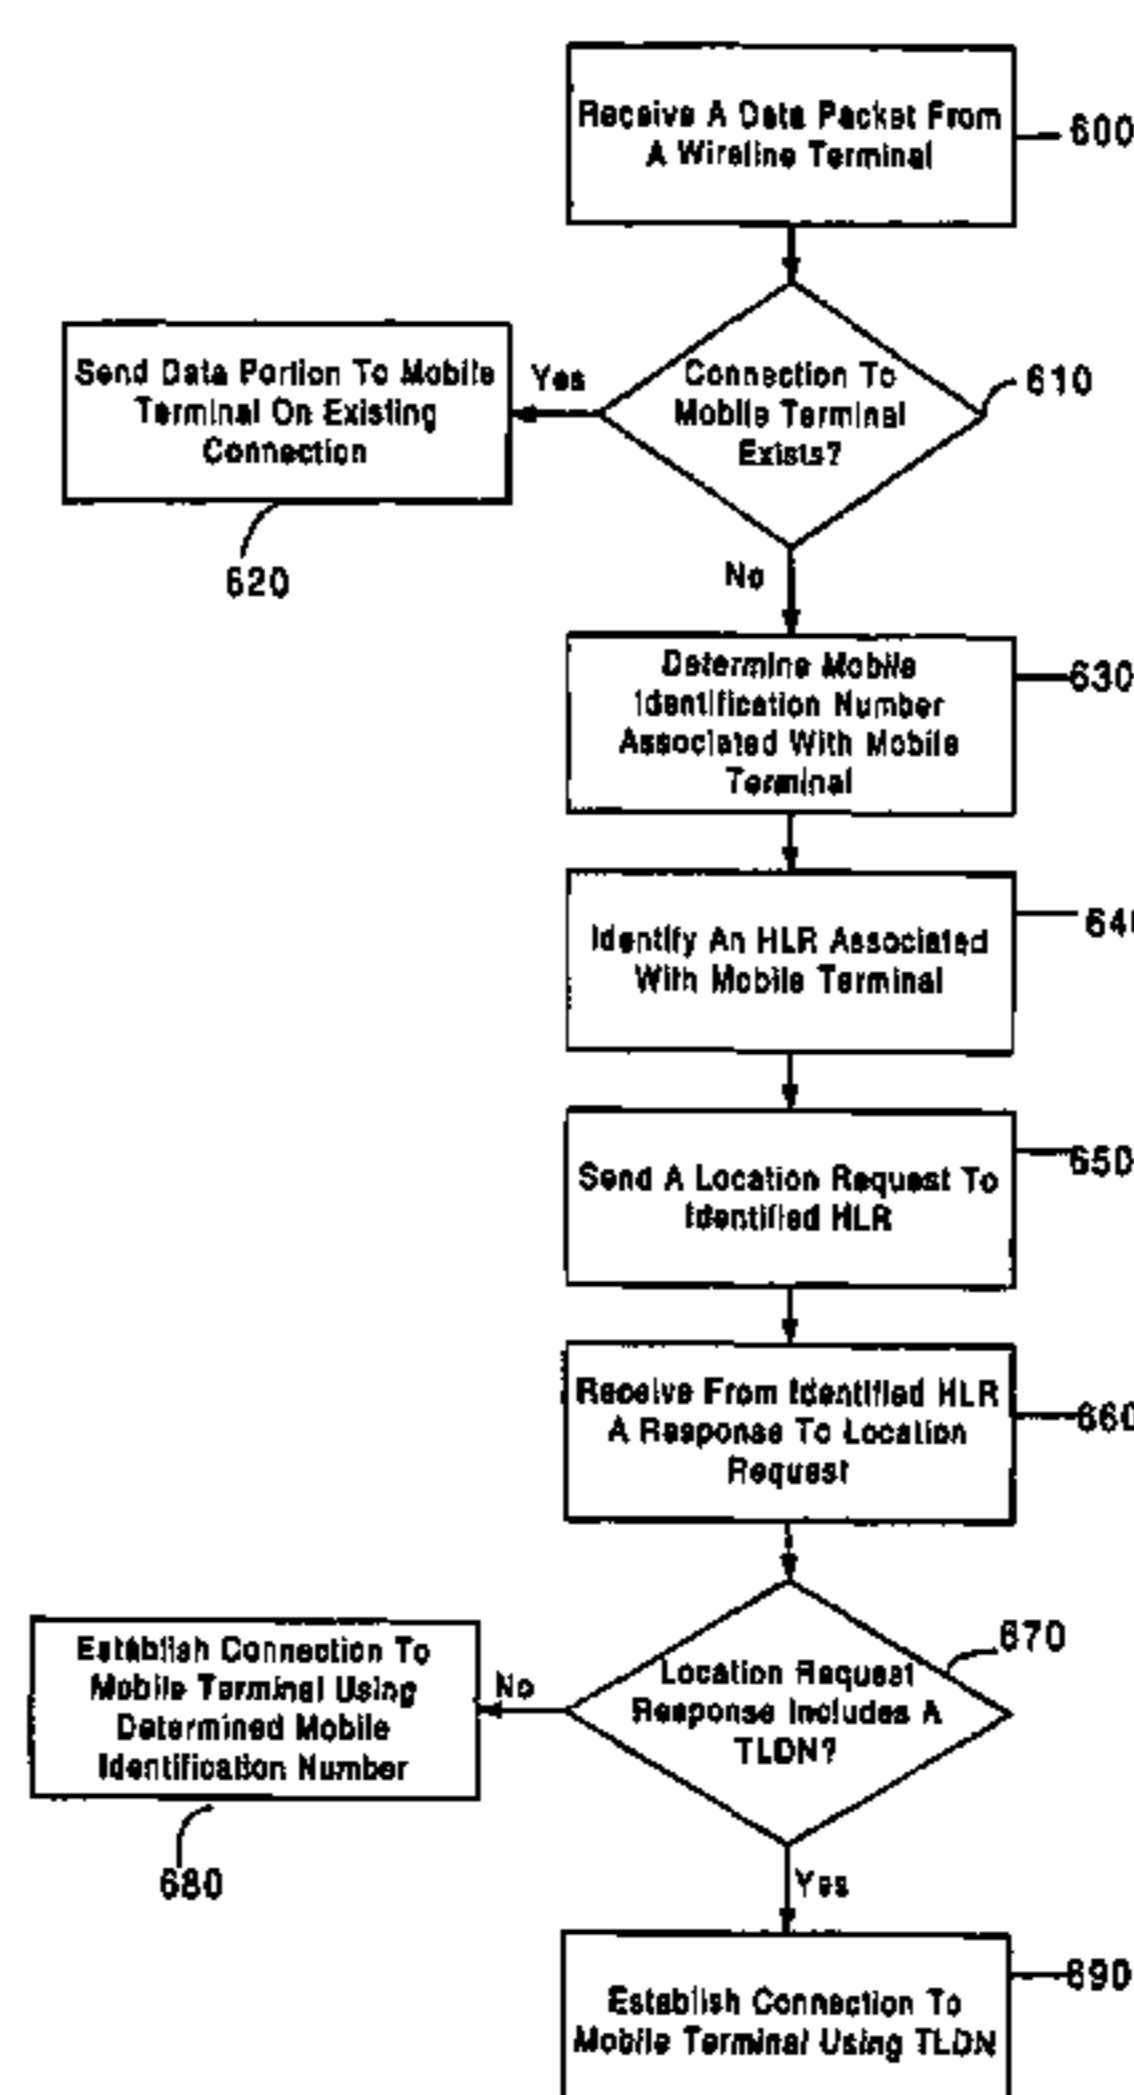 Receive A Data Packet From
A Wireline Terminal
600
Connection To
Mobile Terminal
Exists?
610
Yes
Send Data Portion To Mobile
Terminal On Existing
Connection
620
No
Determine Mobile
Identification Number
Associated With Mobile
Terminal
630
Identify An HLR Associated
With Mobile Terminal
640
Send A Location Request To
Identified HLR
650
Receive From Identified HLR
A Response To Location
Request
660
Location Request
Response Includes A
TLDN?
670
No
Establish Connection To
Mobile Terminal Using
Determined Mobile
Identification Number
680
Yes
Establish Connection To
Mobile Terminal Using TLDN
690